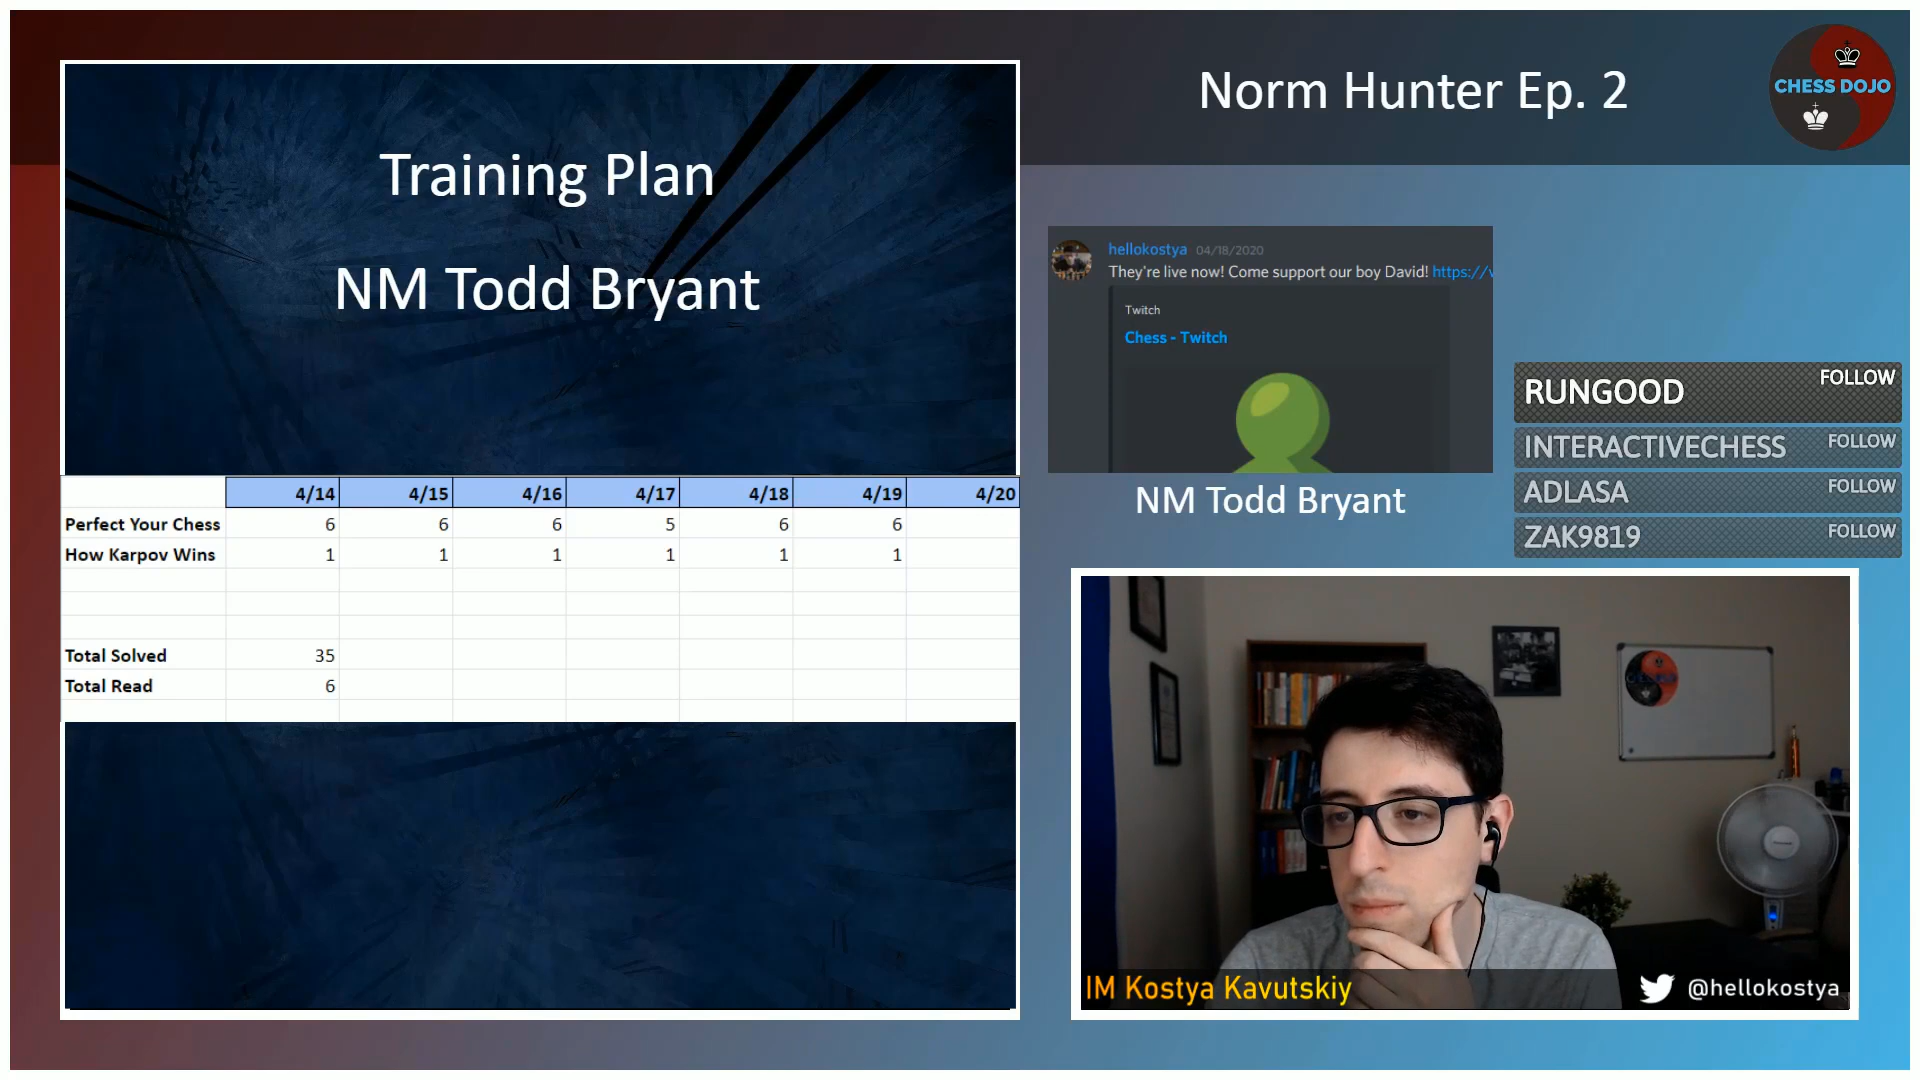 Norm Hunter Ep. 2
CHESS DOJO
Training Plan
NM Todd Bryant
4/14 4/15 4/16 4/17 4/18 4/19 4/20
Perfect Your Chess 6 6 6 5 6 6
How Karpov Wins 1 1 1 1 1 1
Total Solved 35
Total Read 6
hellokostya 04/18/2020
They're live now! Come support our boy David! https://v
Twitch
Chess - Twitch
NM Todd Bryant
RUNGOOD FOLLOW
INTERACTIVECHESS FOLLOW
ADLASA FOLLOW
ZAK9819 FOLLOW
IM Kostya Kavutskiy
@hellokostya